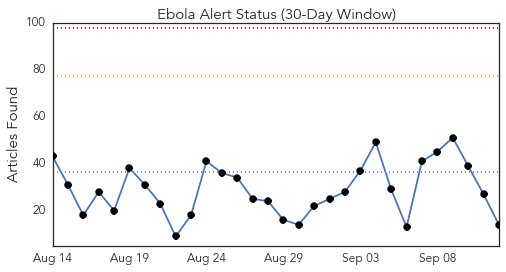 Ebola Alert Status (30-Day Window)
Articles Found
100
80
60
40
20
Aug 14
Aug 19
Aug 24
Aug 29
Sep 03
Sep 08